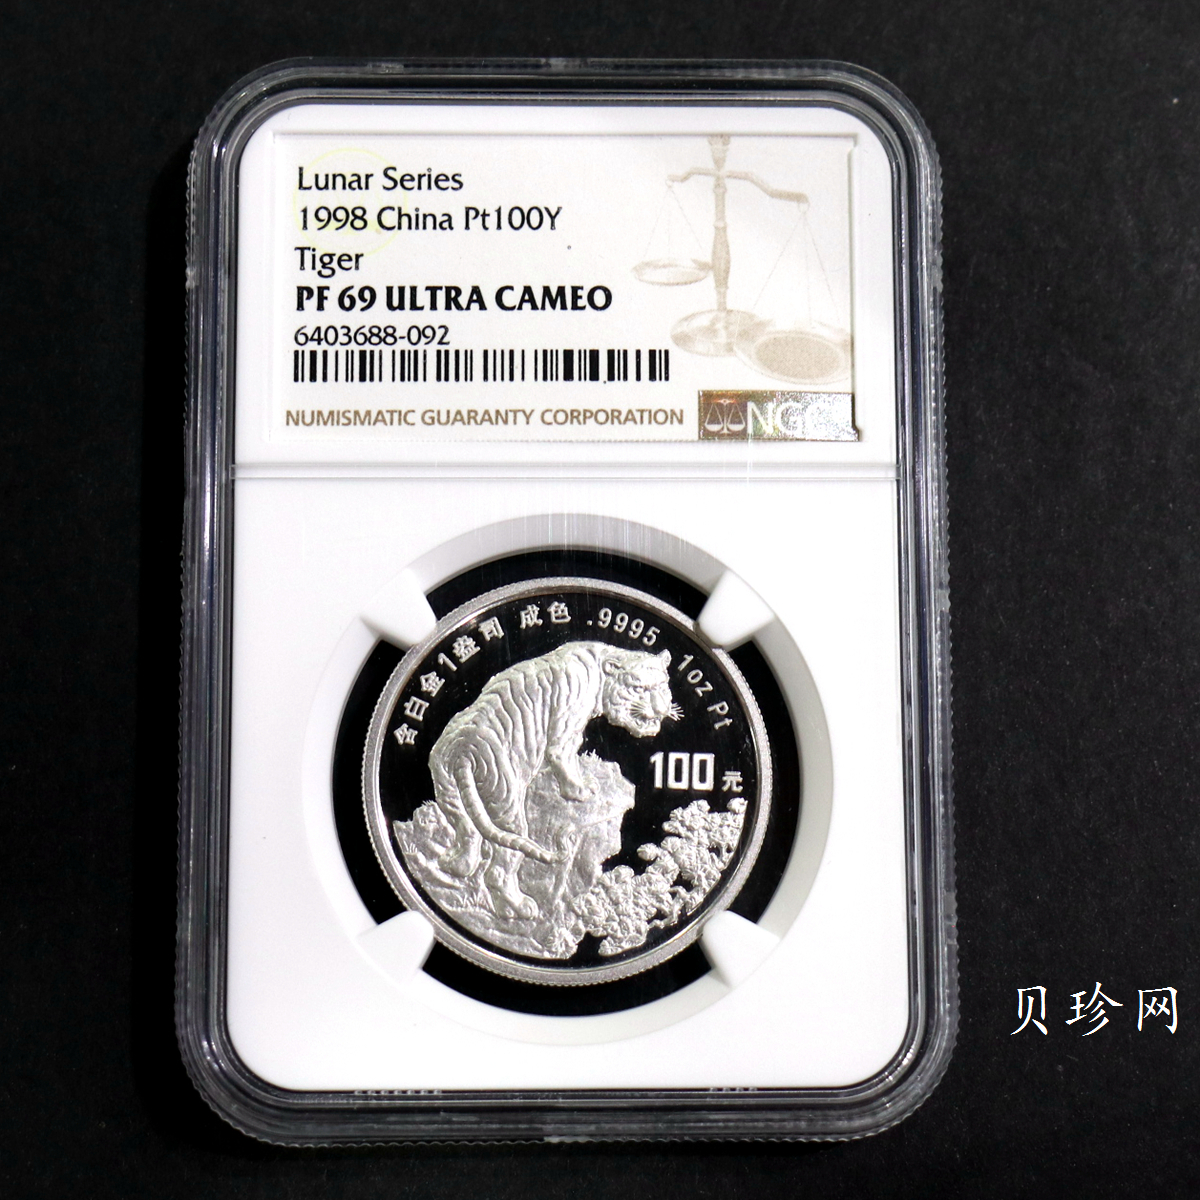 Lunar Series
1998 China Pt100Y
Tiger
PF 69 ULTRA CAMEO
6403688-092
NUMISMATIC GUARANTY CORPORATION
NGC
含白金1盎司 成色 .9995 1oz Pt
100元
贝珍网